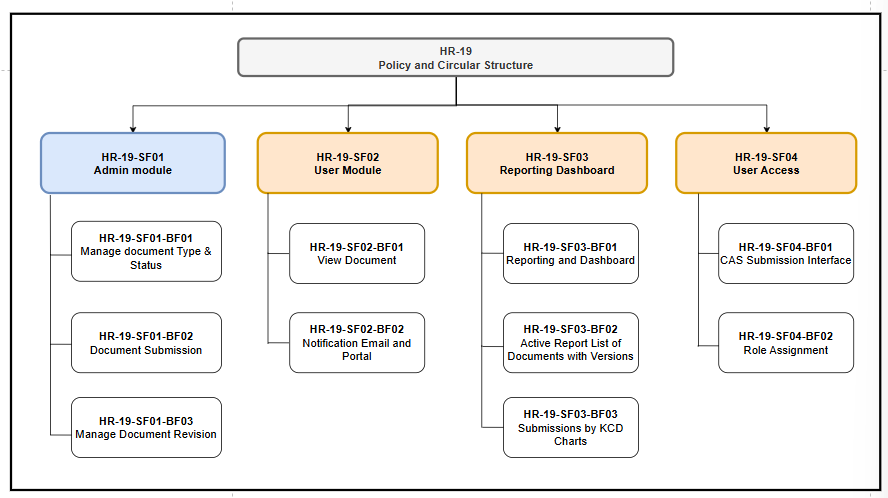 HR-19
Policy and Circular Structure
HR-19-SF01
Admin module
HR-19-SF02
User Module
HR-19-SF03
Reporting Dashboard
HR-19-SF04
User Access
HR-19-SF01-BF01
Manage document Type &
Status
HR-19-SF02-BF01
View Document
HR-19-SF03-BF01
Reporting and Dashboard
HR-19-SF04-BF01
CAS Submission Interface
HR-19-SF01-BF02
Document Submission
HR-19-SF02-BF02
Notification Email and
Portal
HR-19-SF03-BF02
Active Report List of
Documents with Versions
HR-19-SF04-BF02
Role Assignment
HR-19-SF01-BF03
Manage Document Revision
HR-19-SF03-BF03
Submissions by KCD
Charts